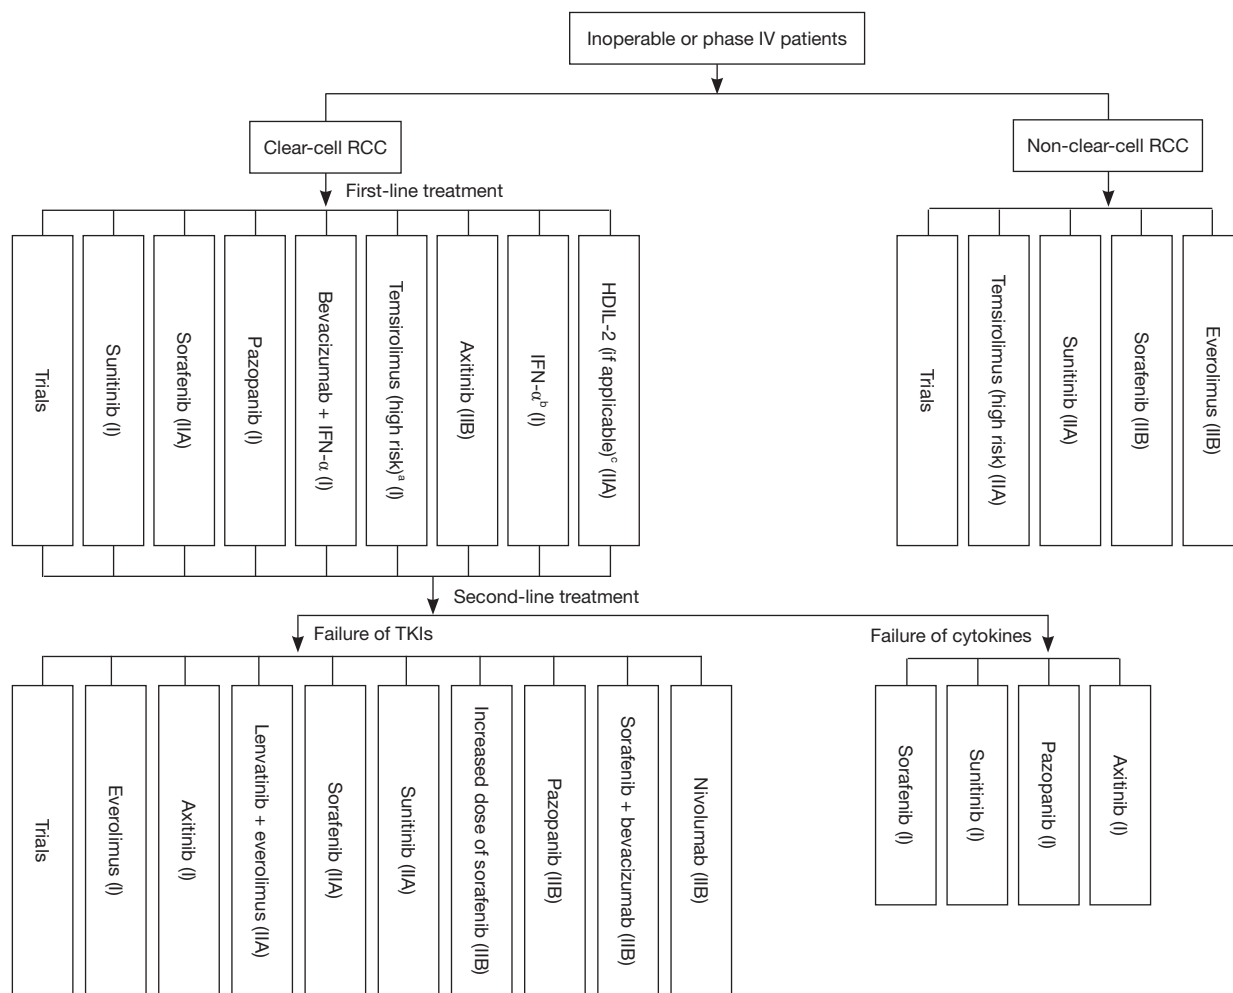 Inoperable or phase IV patients
Clear-cell RCC
Non-clear-cell RCC
First-line treatment
Trials
Sunitinib (I)
Sorafenib (IIA)
Pazopanib (I)
Bevacizumab + IFN-α (I)
Temsirolimus (high risk)ᵃ (I)
Axitinib (IIB)
IFN-αᵇ (I)
HDIL-2 (if applicable)ᶜ (IIA)
Trials
Temsirolimus (high risk) (IIA)
Sunitinib (IIA)
Sorafenib (IIB)
Everolimus (IIB)
Second-line treatment
Failure of TKIs
Failure of cytokines
Trials
Everolimus (I)
Axitinib (I)
Lenvatinib + everolimus (IIA)
Sorafenib (IIA)
Sunitinib (IIA)
Increased dose of sorafenib (IIB)
Pazopanib (IIB)
Sorafenib + bevacizumab (IIB)
Nivolumab (IIB)
Sorafenib (I)
Sunitinib (I)
Pazopanib (I)
Axitinib (I)